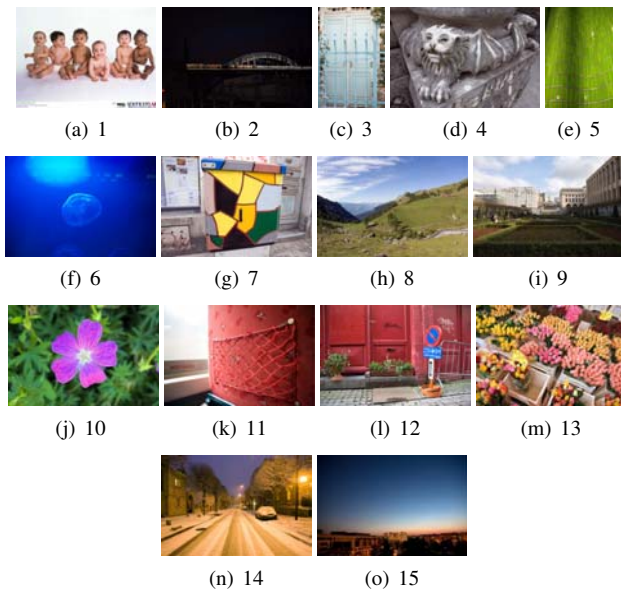 (a) 1 (b) 2 (c) 3 (d) 4 (e) 5
(f) 6 (g) 7 (h) 8 (i) 9
(j) 10 (k) 11 (l) 12 (m) 13
(n) 14 (o) 15